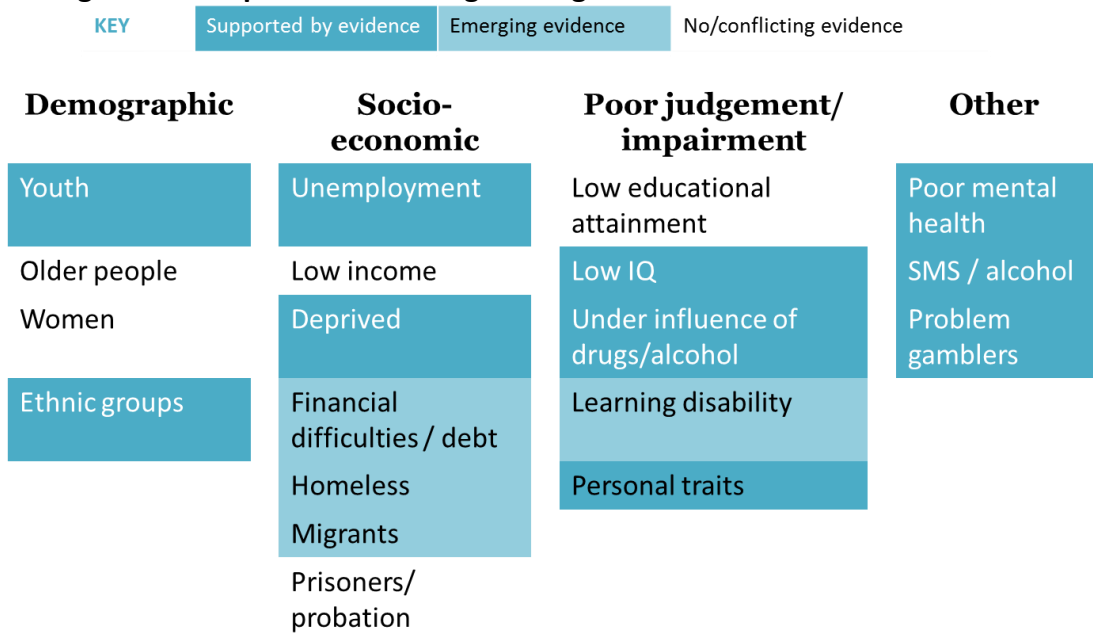 KEY
Supported by evidence
Emerging evidence
No/conflicting evidence
Demographic
Youth
Older people
Women
Ethnic groups
Socio-
economic
Unemployment
Low income
Deprived
Financial
difficulties / debt
Homeless
Migrants
Prisoners/
probation
Poor judgement/
impairment
Low educational
attainment
Low IQ
Under influence of
drugs/alcohol
Learning disability
Personal traits
Other
Poor mental
health
SMS / alcohol
Problem
gamblers